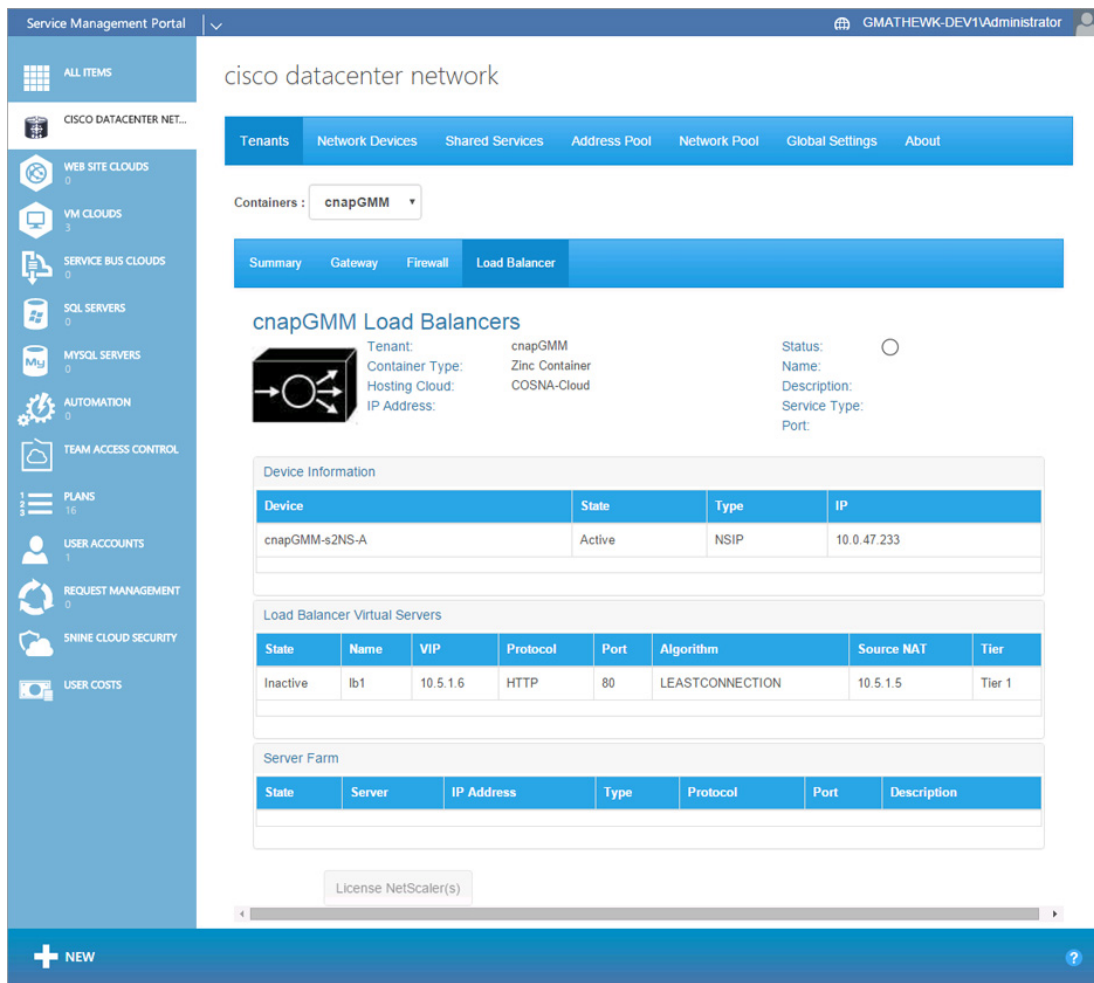 Service Management Portal
GMATHEWK-DEV1\Administrator
ALL ITEMS
CISCO DATACENTER NET...
WEB SITE CLOUDS
0
VM CLOUDS
3
SERVICE BUS CLOUDS
0
SQL SERVERS
0
My
MYSQL SERVERS
0
AUTOMATION
0
TEAM ACCESS CONTROL
1
2
3
PLANS
16
USER ACCOUNTS
1
REQUEST MANAGEMENT
0
5NINE CLOUD SECURITY
USER COSTS
cisco datacenter network
Tenants Network Devices Shared Services Address Pool Network Pool Global Settings About
Containers : cnapGMM
Summary Gateway Firewall Load Balancer
cnapGMM Load Balancers
Tenant: cnapGMM Status:
Container Type: Zinc Container Name:
Hosting Cloud: COSNA-Cloud Description:
IP Address: Service Type:
Port:
Device Information
Device State Type IP
cnapGMM-s2NS-A Active NSIP 10.0.47.233
Load Balancer Virtual Servers
State Name VIP Protocol Port Algorithm Source NAT Tier
Inactive lb1 10.5.1.6 HTTP 80 LEASTCONNECTION 10.5.1.5 Tier 1
Server Farm
State Server IP Address Type Protocol Port Description
License NetScaler(s)
NEW
?